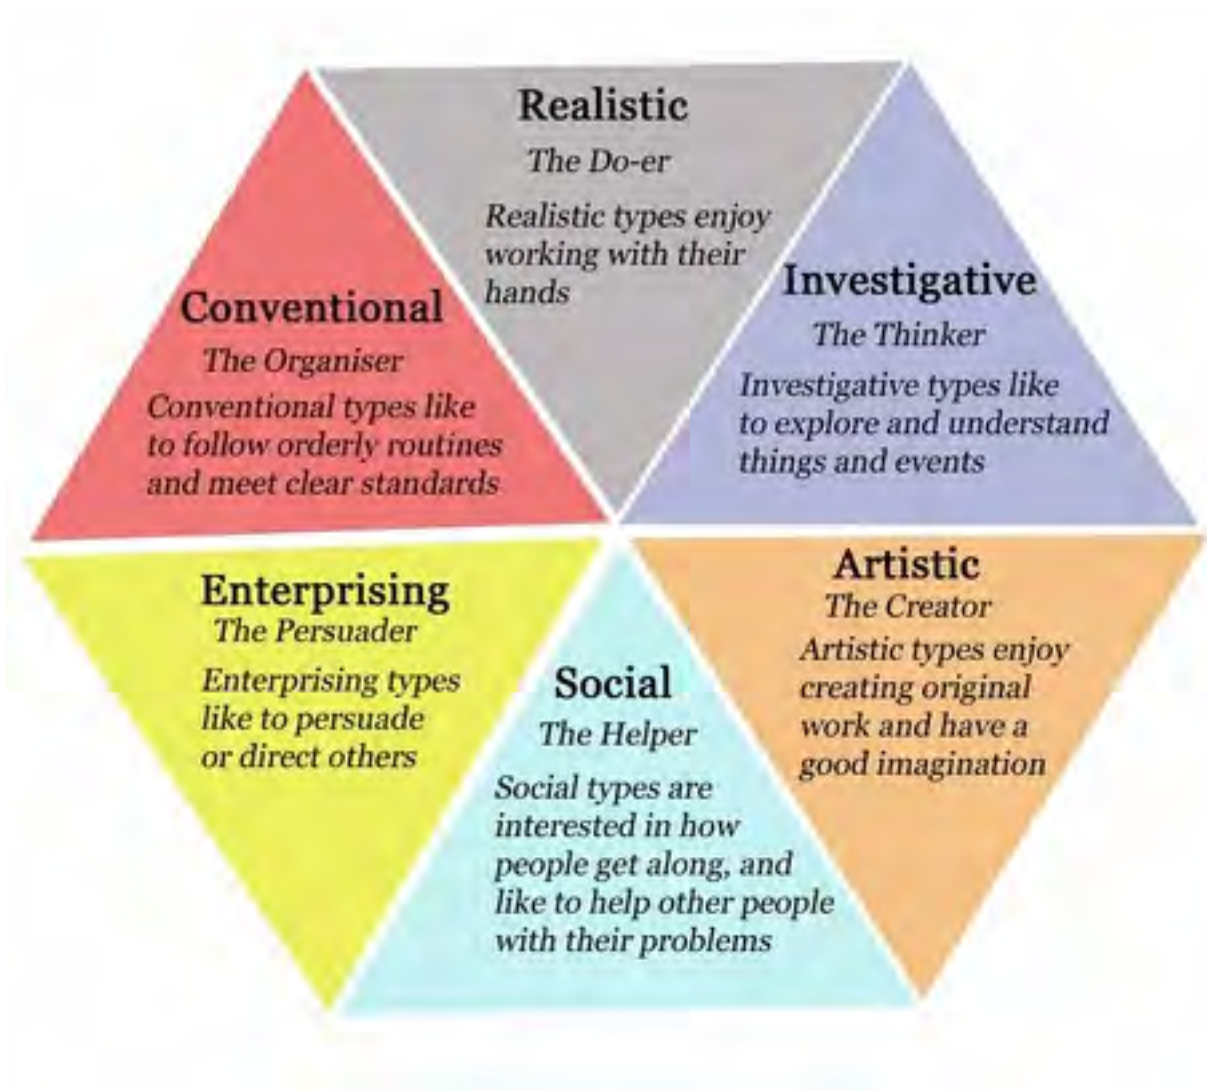 Realistic
The Do-er
Realistic types enjoy
working with their
hands
Investigative
The Thinker
Investigative types like
to explore and understand
things and events
Artistic
The Creator
Artistic types enjoy
creating original
work and have a
good imagination
Social
The Helper
Social types are
interested in how
people get along, and
like to help other people
with their problems
Enterprising
The Persuader
Enterprising types
like to persuade
or direct others
Conventional
The Organiser
Conventional types like
to follow orderly routines
and meet clear standards